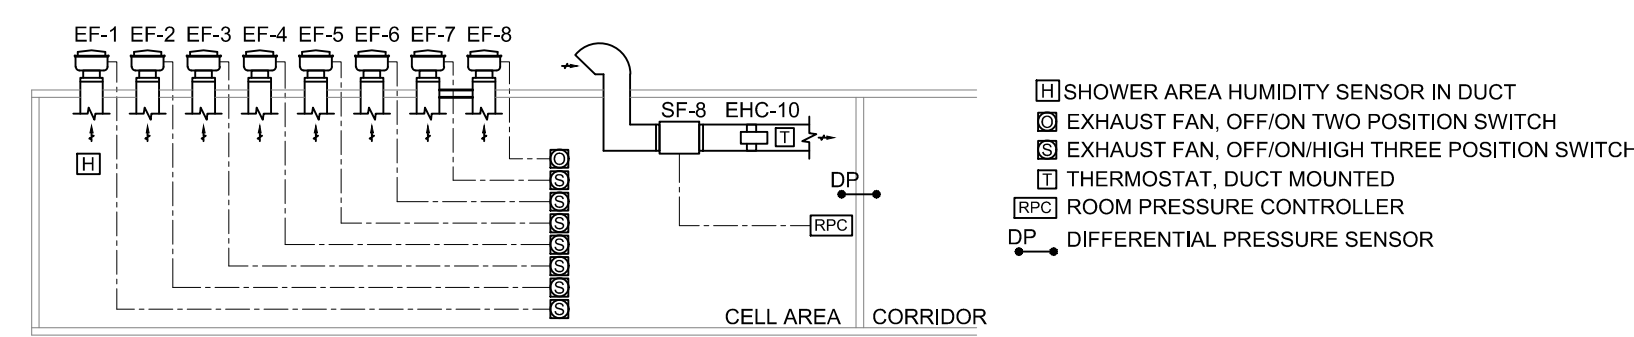 EF-1 EF-2 EF-3 EF-4 EF-5 EF-6 EF-7 EF-8
SF-8 EHC-10
T
H
O
S
S
S
S
S
S
S
DP
RPC
CELL AREA
CORRIDOR
H SHOWER AREA HUMIDITY SENSOR IN DUCT
O EXHAUST FAN, OFF/ON TWO POSITION SWITCH
S EXHAUST FAN, OFF/ON/HIGH THREE POSITION SWITCH
T THERMOSTAT, DUCT MOUNTED
RPC ROOM PRESSURE CONTROLLER
DP DIFFERENTIAL PRESSURE SENSOR